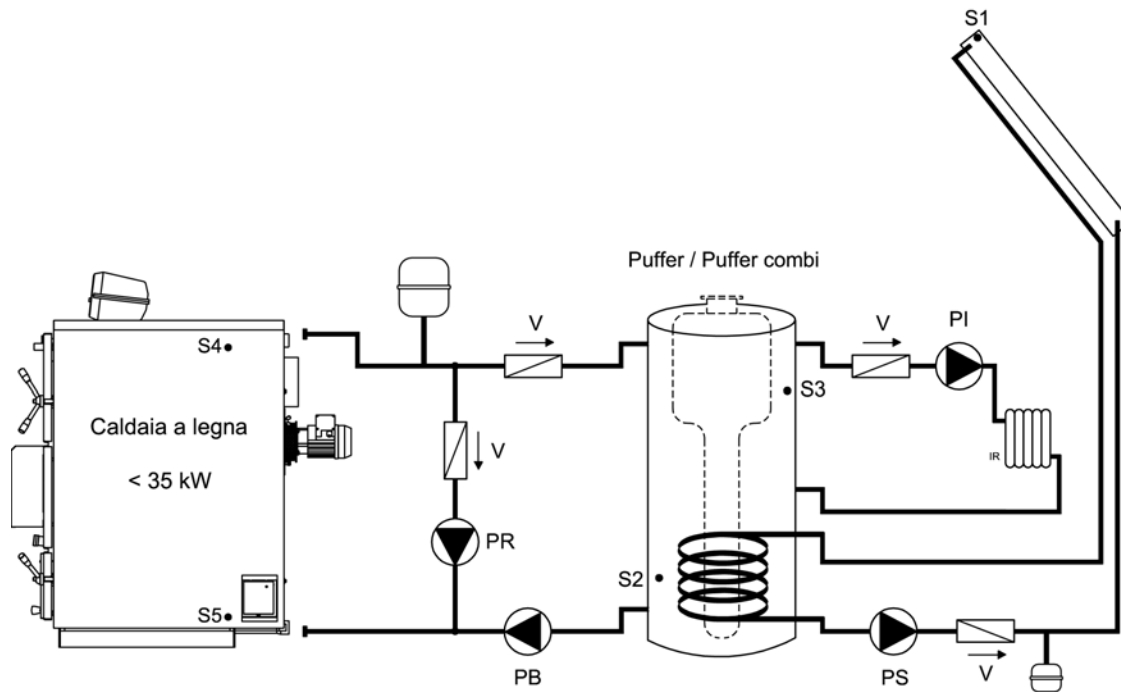 S1
Puffer / Puffer combi
V
V
PI
S4
S3
Caldaia a legna
< 35 kW
V
IR
PR
S2
S5
PB
PS
V